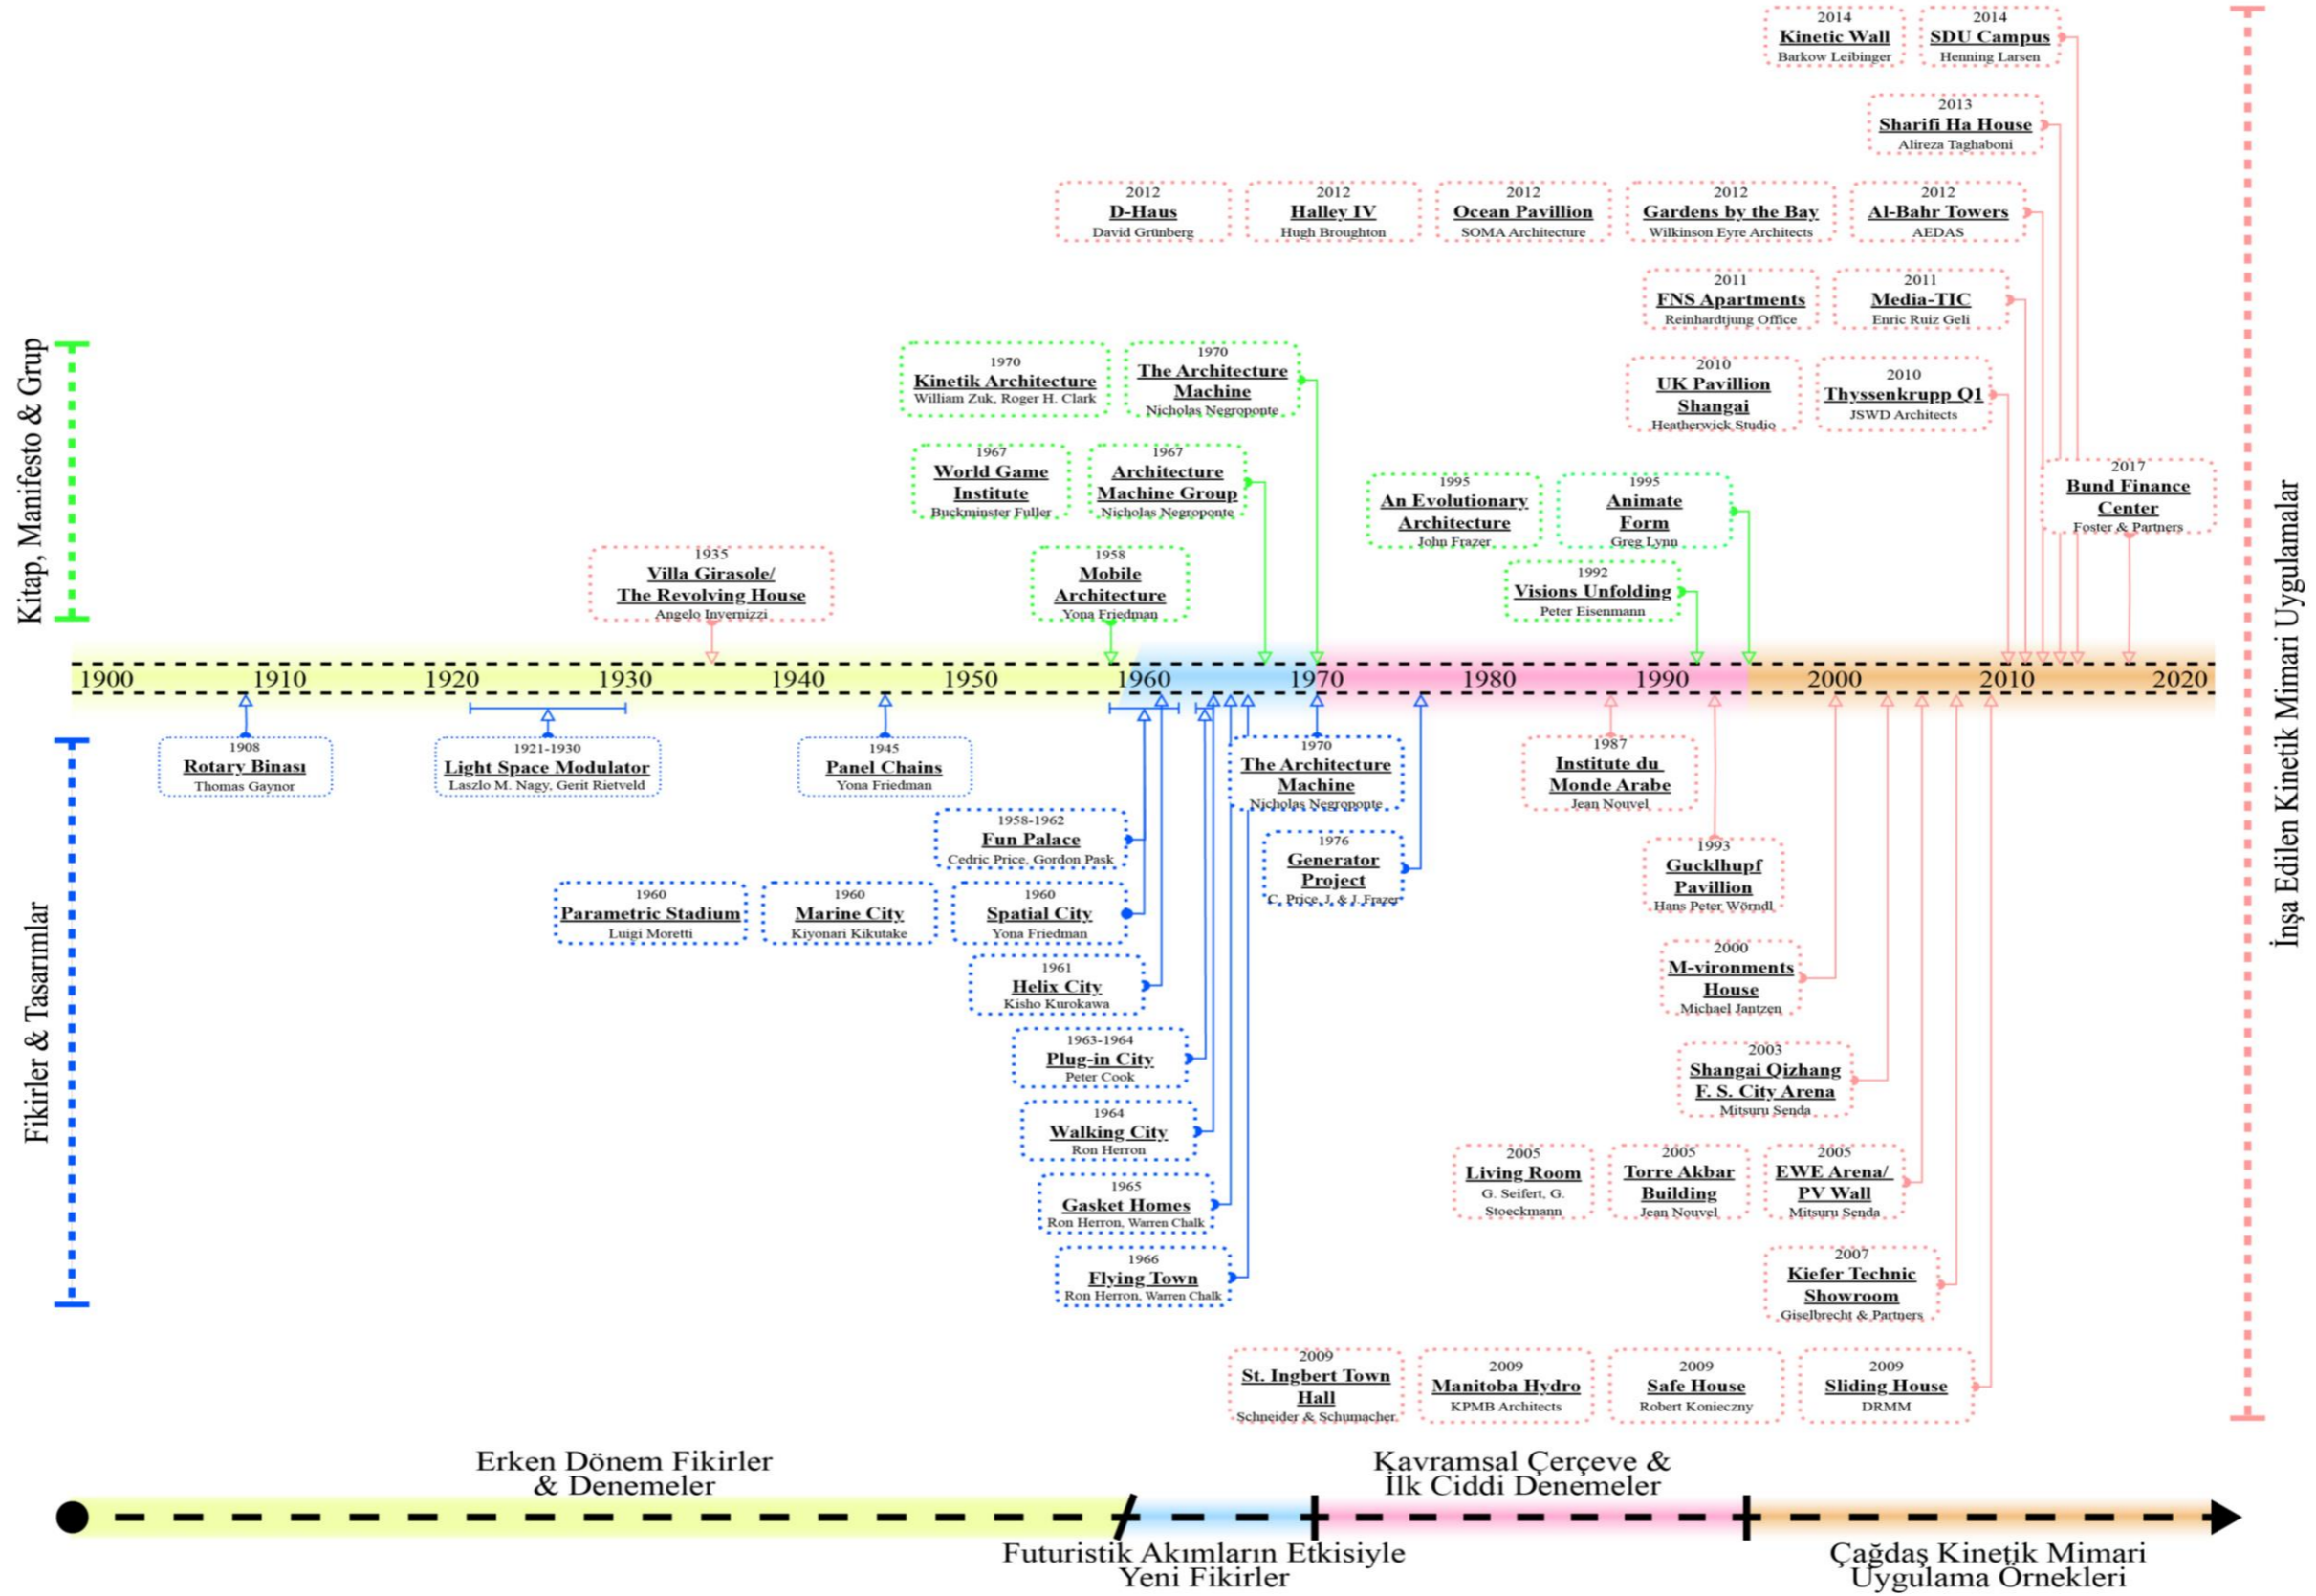 2014
Kinetic Wall
Barkow Leibinger
2014
SDU Campus
Henning Larsen
2013
Sharifi Ha House
Alireza Taghaboni
2012
D-Haus
David Grünberg
2012
Halley IV
Hugh Broughton
2012
Ocean Pavillion
SOMA Architecture
2012
Gardens by the Bay
Wilkinson Eyre Architects
2012
Al-Bahr Towers
AEDAS
2011
FNS Apartments
Reinhardtjung Office
2011
Media-TIC
Enric Ruiz Geli
Kitap, Manifesto & Grup
1970
Kinetik Architecture
William Zuk, Roger H. Clark
1970
The Architecture
Machine
Nicholas Negroponte
2010
UK Pavillion
Shangai
Heatherwick Studio
2010
Thyssenkrupp Q1
JSWD Architects
1967
World Game
Institute
Buckminster Fuller
1967
Architecture
Machine Group
Nicholas Negroponte
1995
An Evolutionary
Architecture
John Frazer
1995
Animate
Form
Greg Lynn
2017
Bund Finance
Center
Foster & Partners
1935
Villa Girasole/
The Revolving House
Angelo Invernizzi
1958
Mobile
Architecture
Yona Friedman
1992
Visions Unfolding
Peter Eisenmann
İnşa Edilen Kinetik Mimari Uygulamalar
1900 1910 1920 1930 1940 1950 1960 1970 1980 1990 2000 2010 2020
Fikirler & Tasarımlar
1908
Rotary Binası
Thomas Gaynor
1921-1930
Light Space Modulator
Laszlo M. Nagy, Gerit Rietveld
1945
Panel Chains
Yona Friedman
1970
The Architecture
Machine
Nicholas Negroponte
1987
Institute du
Monde Arabe
Jean Nouvel
1958-1962
Fun Palace
Cedric Price, Gordon Pask
1976
Generator
Project
C. Price, J. & J. Frazer
1993
Gucklhupf
Pavillion
Hans Peter Wörndl
1960
Parametric Stadium
Luigi Moretti
1960
Marine City
Kiyonari Kikutake
1960
Spatial City
Yona Friedman
1961
Helix City
Kisho Kurokawa
2000
M-vironments
House
Michael Jantzen
1963-1964
Plug-in City
Peter Cook
2003
Shangai Qizhang
F. S. City Arena
Mitsuru Senda
1964
Walking City
Ron Herron
2005
Living Room
G. Seifert, G.
Stoeckmann
2005
Torre Akbar
Building
Jean Nouvel
2005
EWE Arena/
PV Wall
Mitsuru Senda
1965
Gasket Homes
Ron Herron, Warren Chalk
1966
Flying Town
Ron Herron, Warren Chalk
2007
Kiefer Technic
Showroom
Giselbrecht & Partners
2009
St. Ingbert Town
Hall
Schneider & Schumacher
2009
Manitoba Hydro
KPMB Architects
2009
Safe House
Robert Konieczny
2009
Sliding House
DRMM
Erken Dönem Fikirler
& Denemeler
Kavramsal Çerçeve &
İlk Ciddi Denemeler
Futuristik Akımların Etkisiyle
Yeni Fikirler
Çağdaş Kinetik Mimari
Uygulama Örnekleri